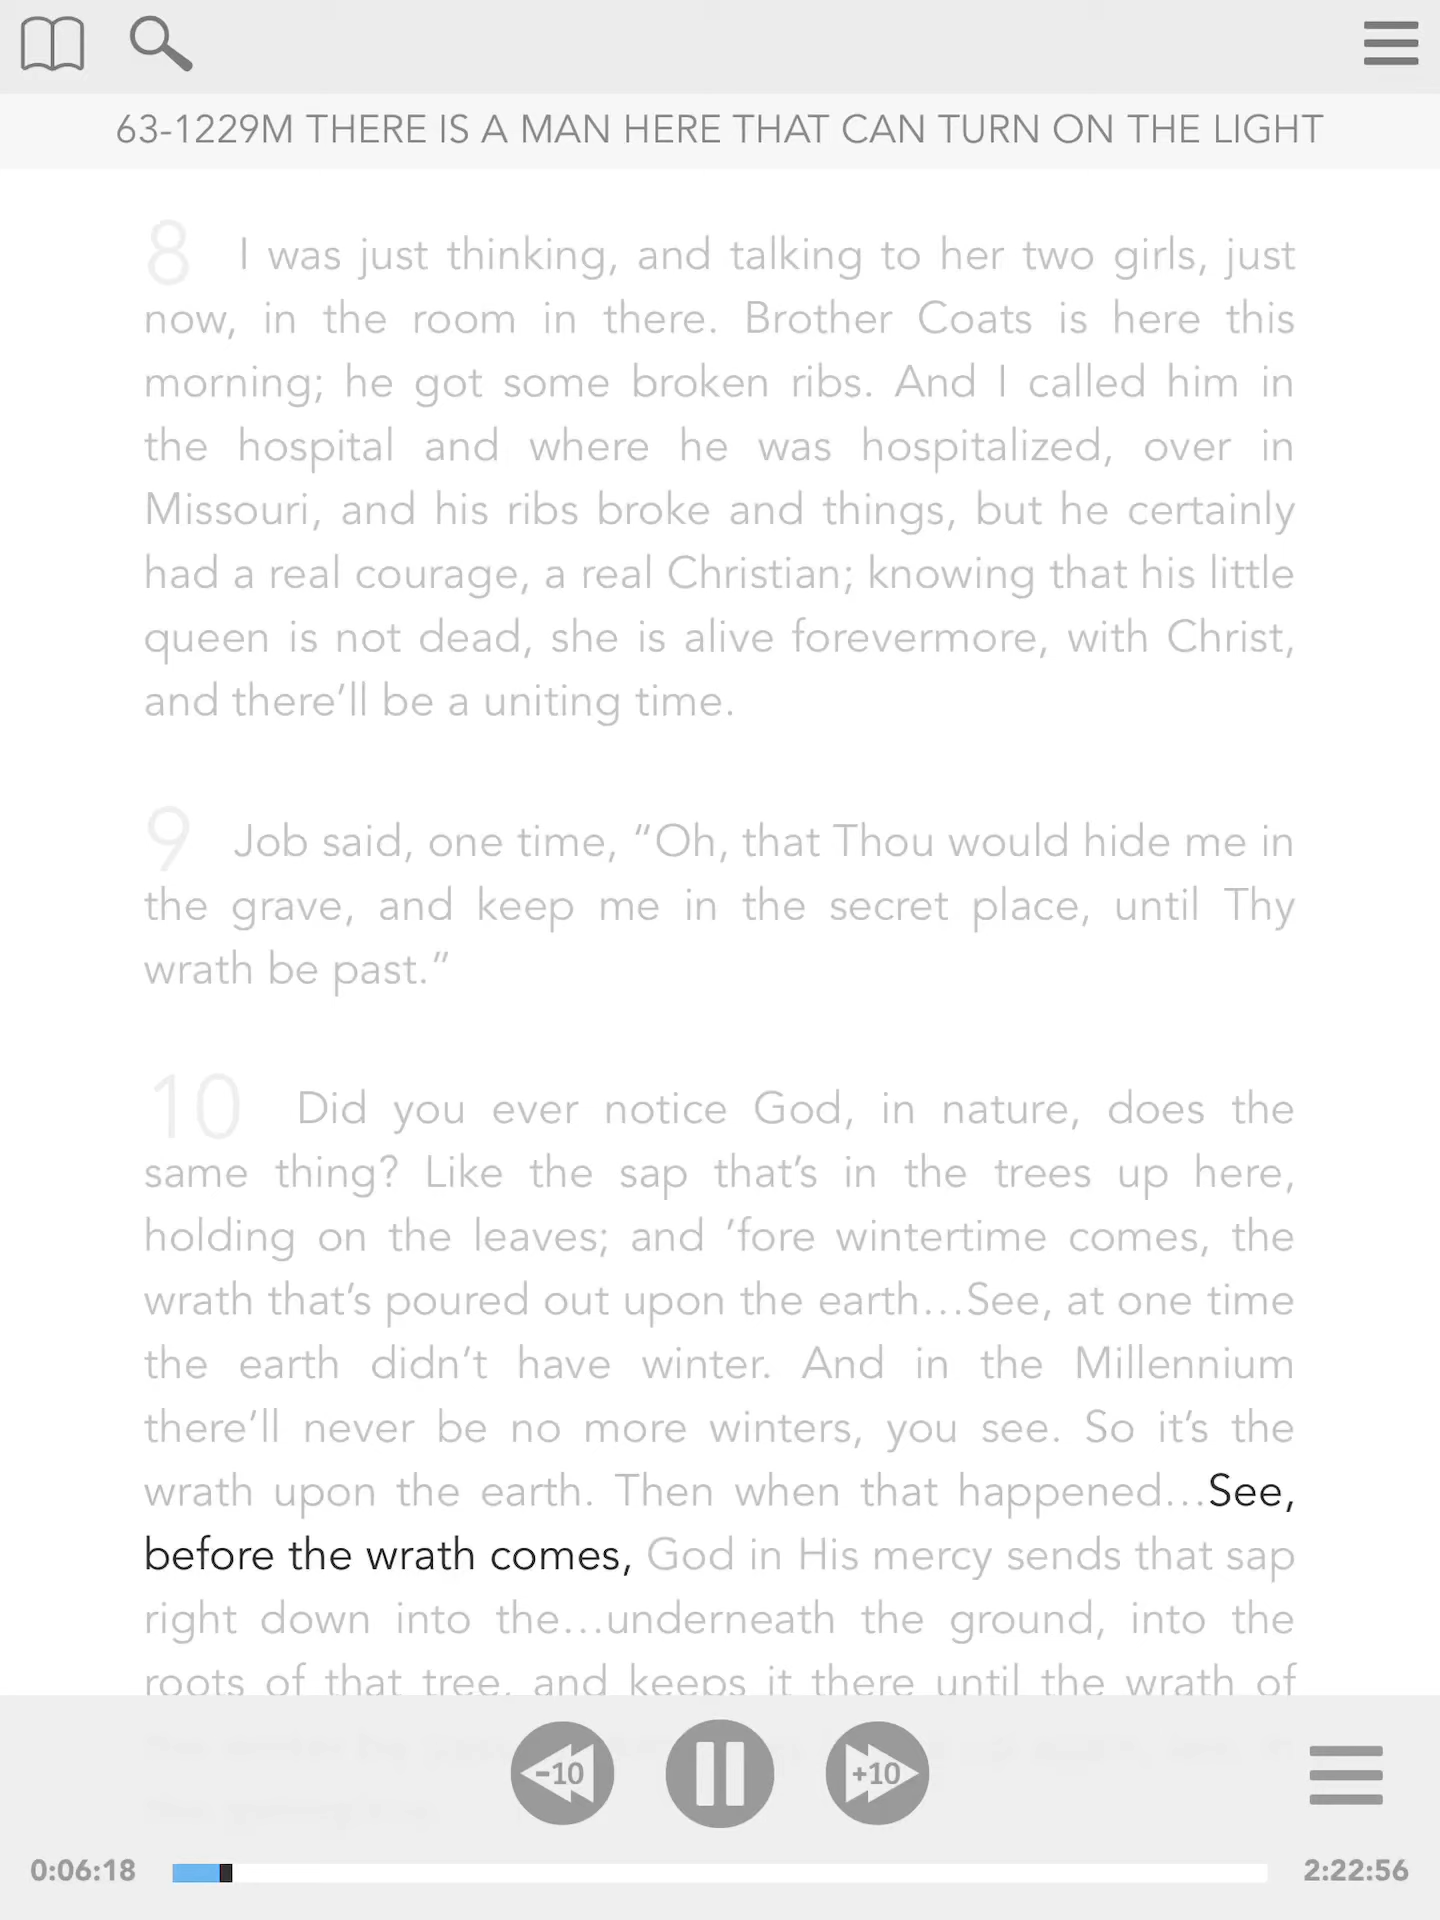 63-1229M THERE IS A MAN HERE THAT CAN TURN ON THE LIGHT
8 I was just thinking, and talking to her two girls, just
now, in the room in there. Brother Coats is here this
morning; he got some broken ribs. And I called him in
the hospital and where he was hospitalized, over in
Missouri, and his ribs broke and things, but he certainly
had a real courage, a real Christian; knowing that his little
queen is not dead, she is alive forevermore, with Christ,
and there’ll be a uniting time.
9 Job said, one time, “Oh, that Thou would hide me in
the grave, and keep me in the secret place, until Thy
wrath be past.”
10 Did you ever notice God, in nature, does the
same thing? Like the sap that’s in the trees up here,
holding on the leaves; and ’fore wintertime comes, the
wrath that’s poured out upon the earth…See, at one time
the earth didn’t have winter. And in the Millennium
there’ll never be no more winters, you see. So it’s the
wrath upon the earth. Then when that happened…See,
before the wrath comes, God in His mercy sends that sap
right down into the…underneath the ground, into the
roots of that tree, and keeps it there until the wrath of
-10 +10
0:06:18 2:22:56